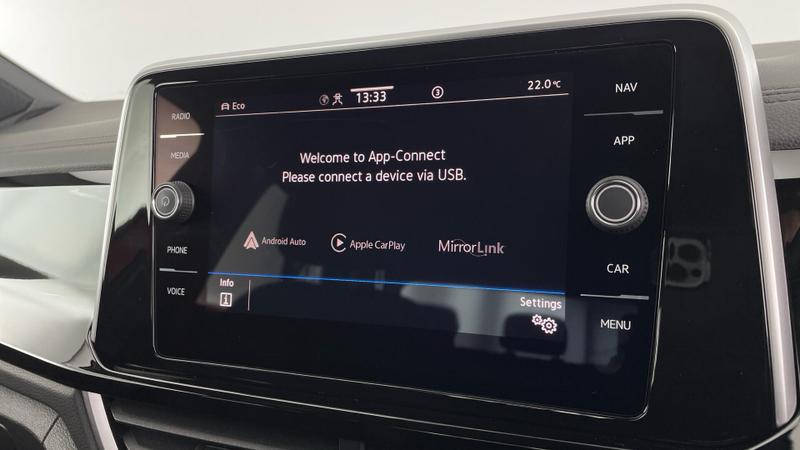 RADIO
MEDIA
PHONE
VOICE
Eco
13:33
3
22.0°C
Welcome to App-Connect
Please connect a device via USB.
Android Auto
Apple CarPlay
MirrorLink
Info
Settings
NAV
APP
CAR
MENU